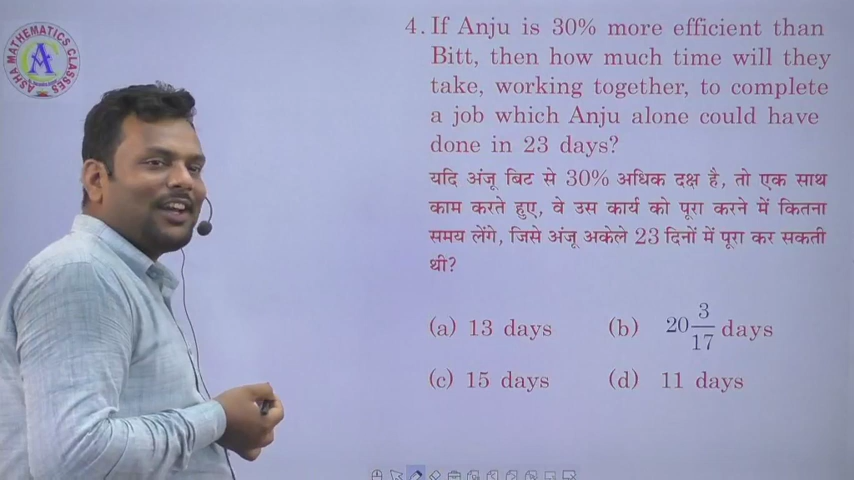 ASHA MATHEMATICS CLASSES
A
4. If Anju is 30% more efficient than
Bitt, then how much time will they
take, working together, to complete
a job which Anju alone could have
done in 23 days?
यदि अंजू बिट से 30% अधिक दक्ष है, तो एक साथ
काम करते हुए, वे उस कार्य को पूरा करने में कितना
समय लेंगे, जिसे अंजू अकेले 23 दिनों में पूरा कर सकती
थी?
(a) 13 days (b) 20 3/17 days
(c) 15 days (d) 11 days